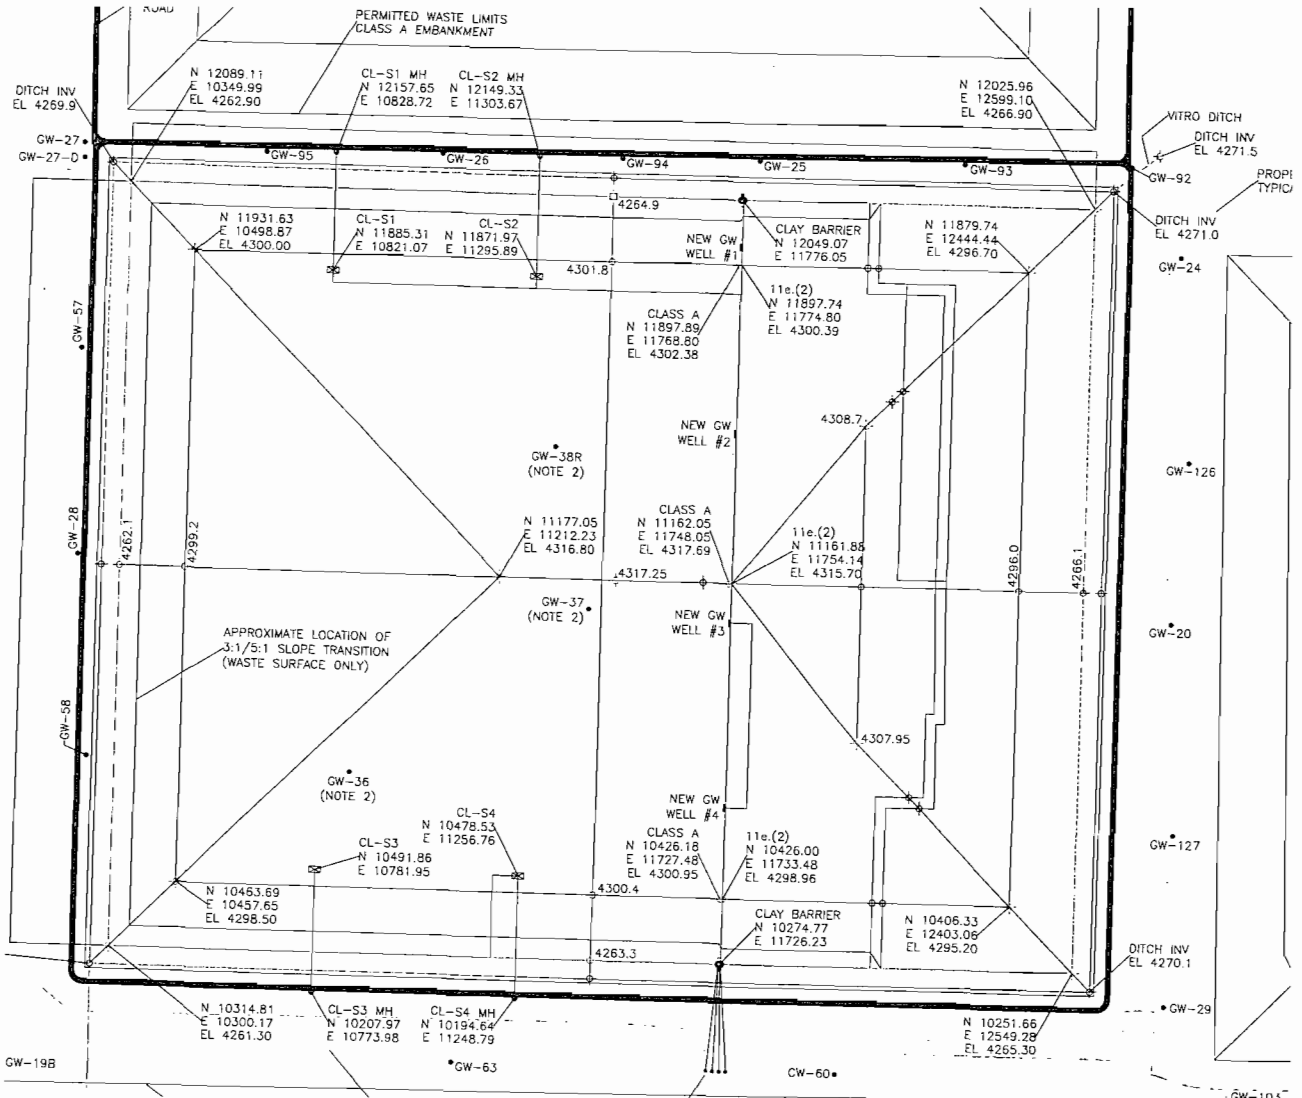 ROAD
PERMITTED WASTE LIMITS
CLASS A EMBANKMENT
DITCH INV
EL 4269.9
N 12089.11
E 10349.99
EL 4262.90
CL-S1 MH
N 12157.65
E 10828.72
CL-S2 MH
N 12149.33
E 11303.67
N 12025.96
E 12599.10
EL 4266.90
VITRO DITCH
DITCH INV
EL 4271.5
GW-27
GW-27-D
GW-95
GW-26
GW-94
GW-25
GW-93
GW-92
TYPICA
DITCH INV
EL 4271.0
4264.9
N 11931.63
E 10498.87
EL 4300.00
CL-S1
N 11885.31
E 10821.07
CL-S2
N 11871.97
E 11295.89
4301.8
NEW GW
WELL #1
CLAY BARRIER
N 12049.07
E 11776.05
N 11879.74
E 12444.44
EL 4296.70
GW-24
11e.(2)
N 11897.74
E 11774.80
EL 4300.39
CLASS A
N 11897.89
E 11768.80
EL 4302.38
GW-57
4308.7
NEW GW
WELL #2
GW-38R
(NOTE 2)
GW-126
GW-28
4262.1
4299.2
N 11177.05
E 11212.23
EL 4316.80
CLASS A
N 11162.05
E 11748.05
EL 4317.69
11e.(2)
N 11161.88
E 11754.14
EL 4315.70
4296.0
4266.1
4317.25
GW-37
(NOTE 2)
NEW GW
WELL #3
GW-20
APPROXIMATE LOCATION OF
3:1/5:1 SLOPE TRANSITION
(WASTE SURFACE ONLY)
GW-58
4307.95
GW-36
(NOTE 2)
CL-S4
N 10478.53
E 11256.76
NEW GW
WELL #4
CL-S3
N 10491.86
E 10781.95
CLASS A
N 10426.18
E 11727.48
EL 4300.95
11e.(2)
N 10426.00
E 11733.48
EL 4298.96
GW-127
N 10463.69
E 10457.65
EL 4298.50
4300.4
CLAY BARRIER
N 10274.77
E 11726.23
N 10406.33
E 12403.06
EL 4295.20
4263.3
DITCH INV
EL 4270.1
N 10314.81
E 10300.17
EL 4261.30
CL-S3 MH
N 10207.97
E 10773.98
CL-S4 MH
N 10194.64
E 11248.79
N 10251.66
E 12549.28
EL 4265.30
GW-29
GW-19B
GW-63
GW-60
GW-103